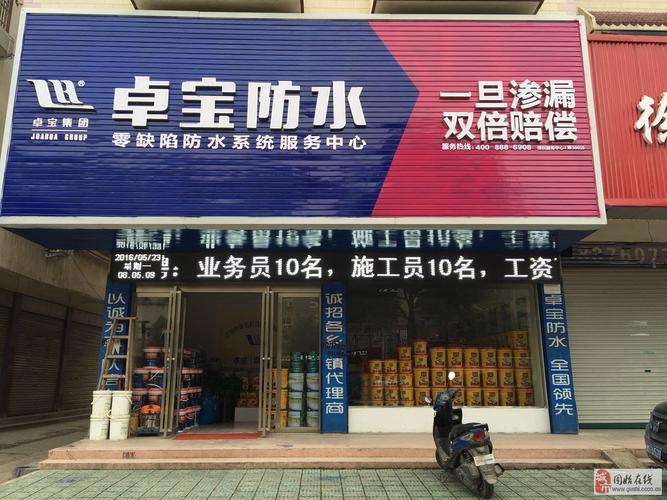 卓宝防水
一旦渗漏
双倍赔偿
卓宝集团
JOABOA GROUP
零缺陷防水系统服务中心
服务热线：400-888-6908
2016/05/23
星期一
08.05.09
：业务员10名，施工员10名，工资
以诚为
诚招各乡镇代理商
卓宝防水 全国领先
卓宝
固始在线
www.gushi.ccoo.cn